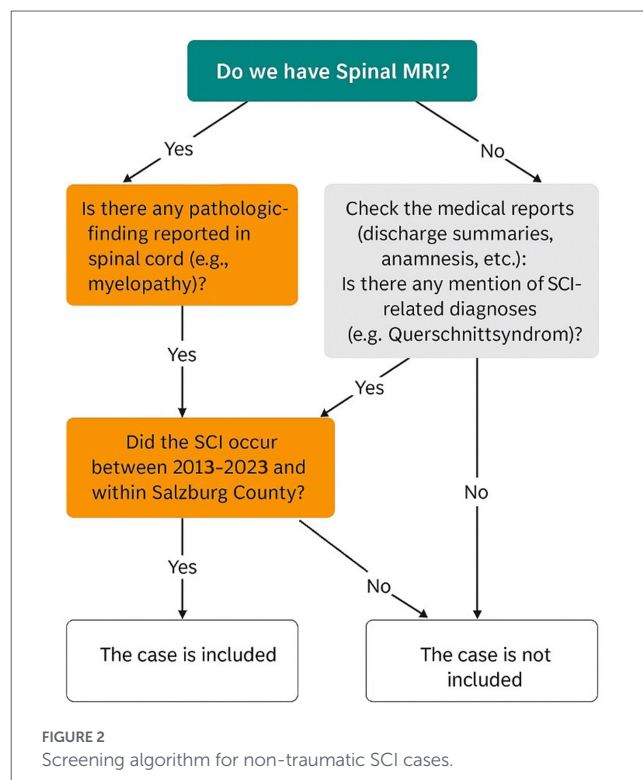 Do we have Spinal MRI?
Yes
No
Is there any pathologic-
finding reported in
spinal cord (e.g.,
myelopathy)?
Check the medical reports
(discharge summaries,
anamnesis, etc.):
Is there any mention of SCI-
related diagnoses
(e.g. Querschnittsyndrom)?
Yes
Yes
Did the SCI occur
between 2013–2023 and
within Salzburg County?
No
Yes
No
The case is included
The case is not
included
FIGURE 2
Screening algorithm for non-traumatic SCI cases.